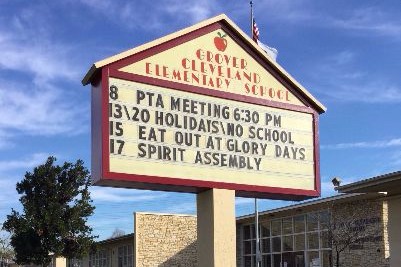 GROVER
CLEVELAND
ELEMENTARY SCHOOL
8 PTA MEETING 6:30 PM
13\20 HOLIDAIS\NO SCHOOL
15 EAT OUT AT GLORY DAYS
17 SPIRIT ASSEMBLY